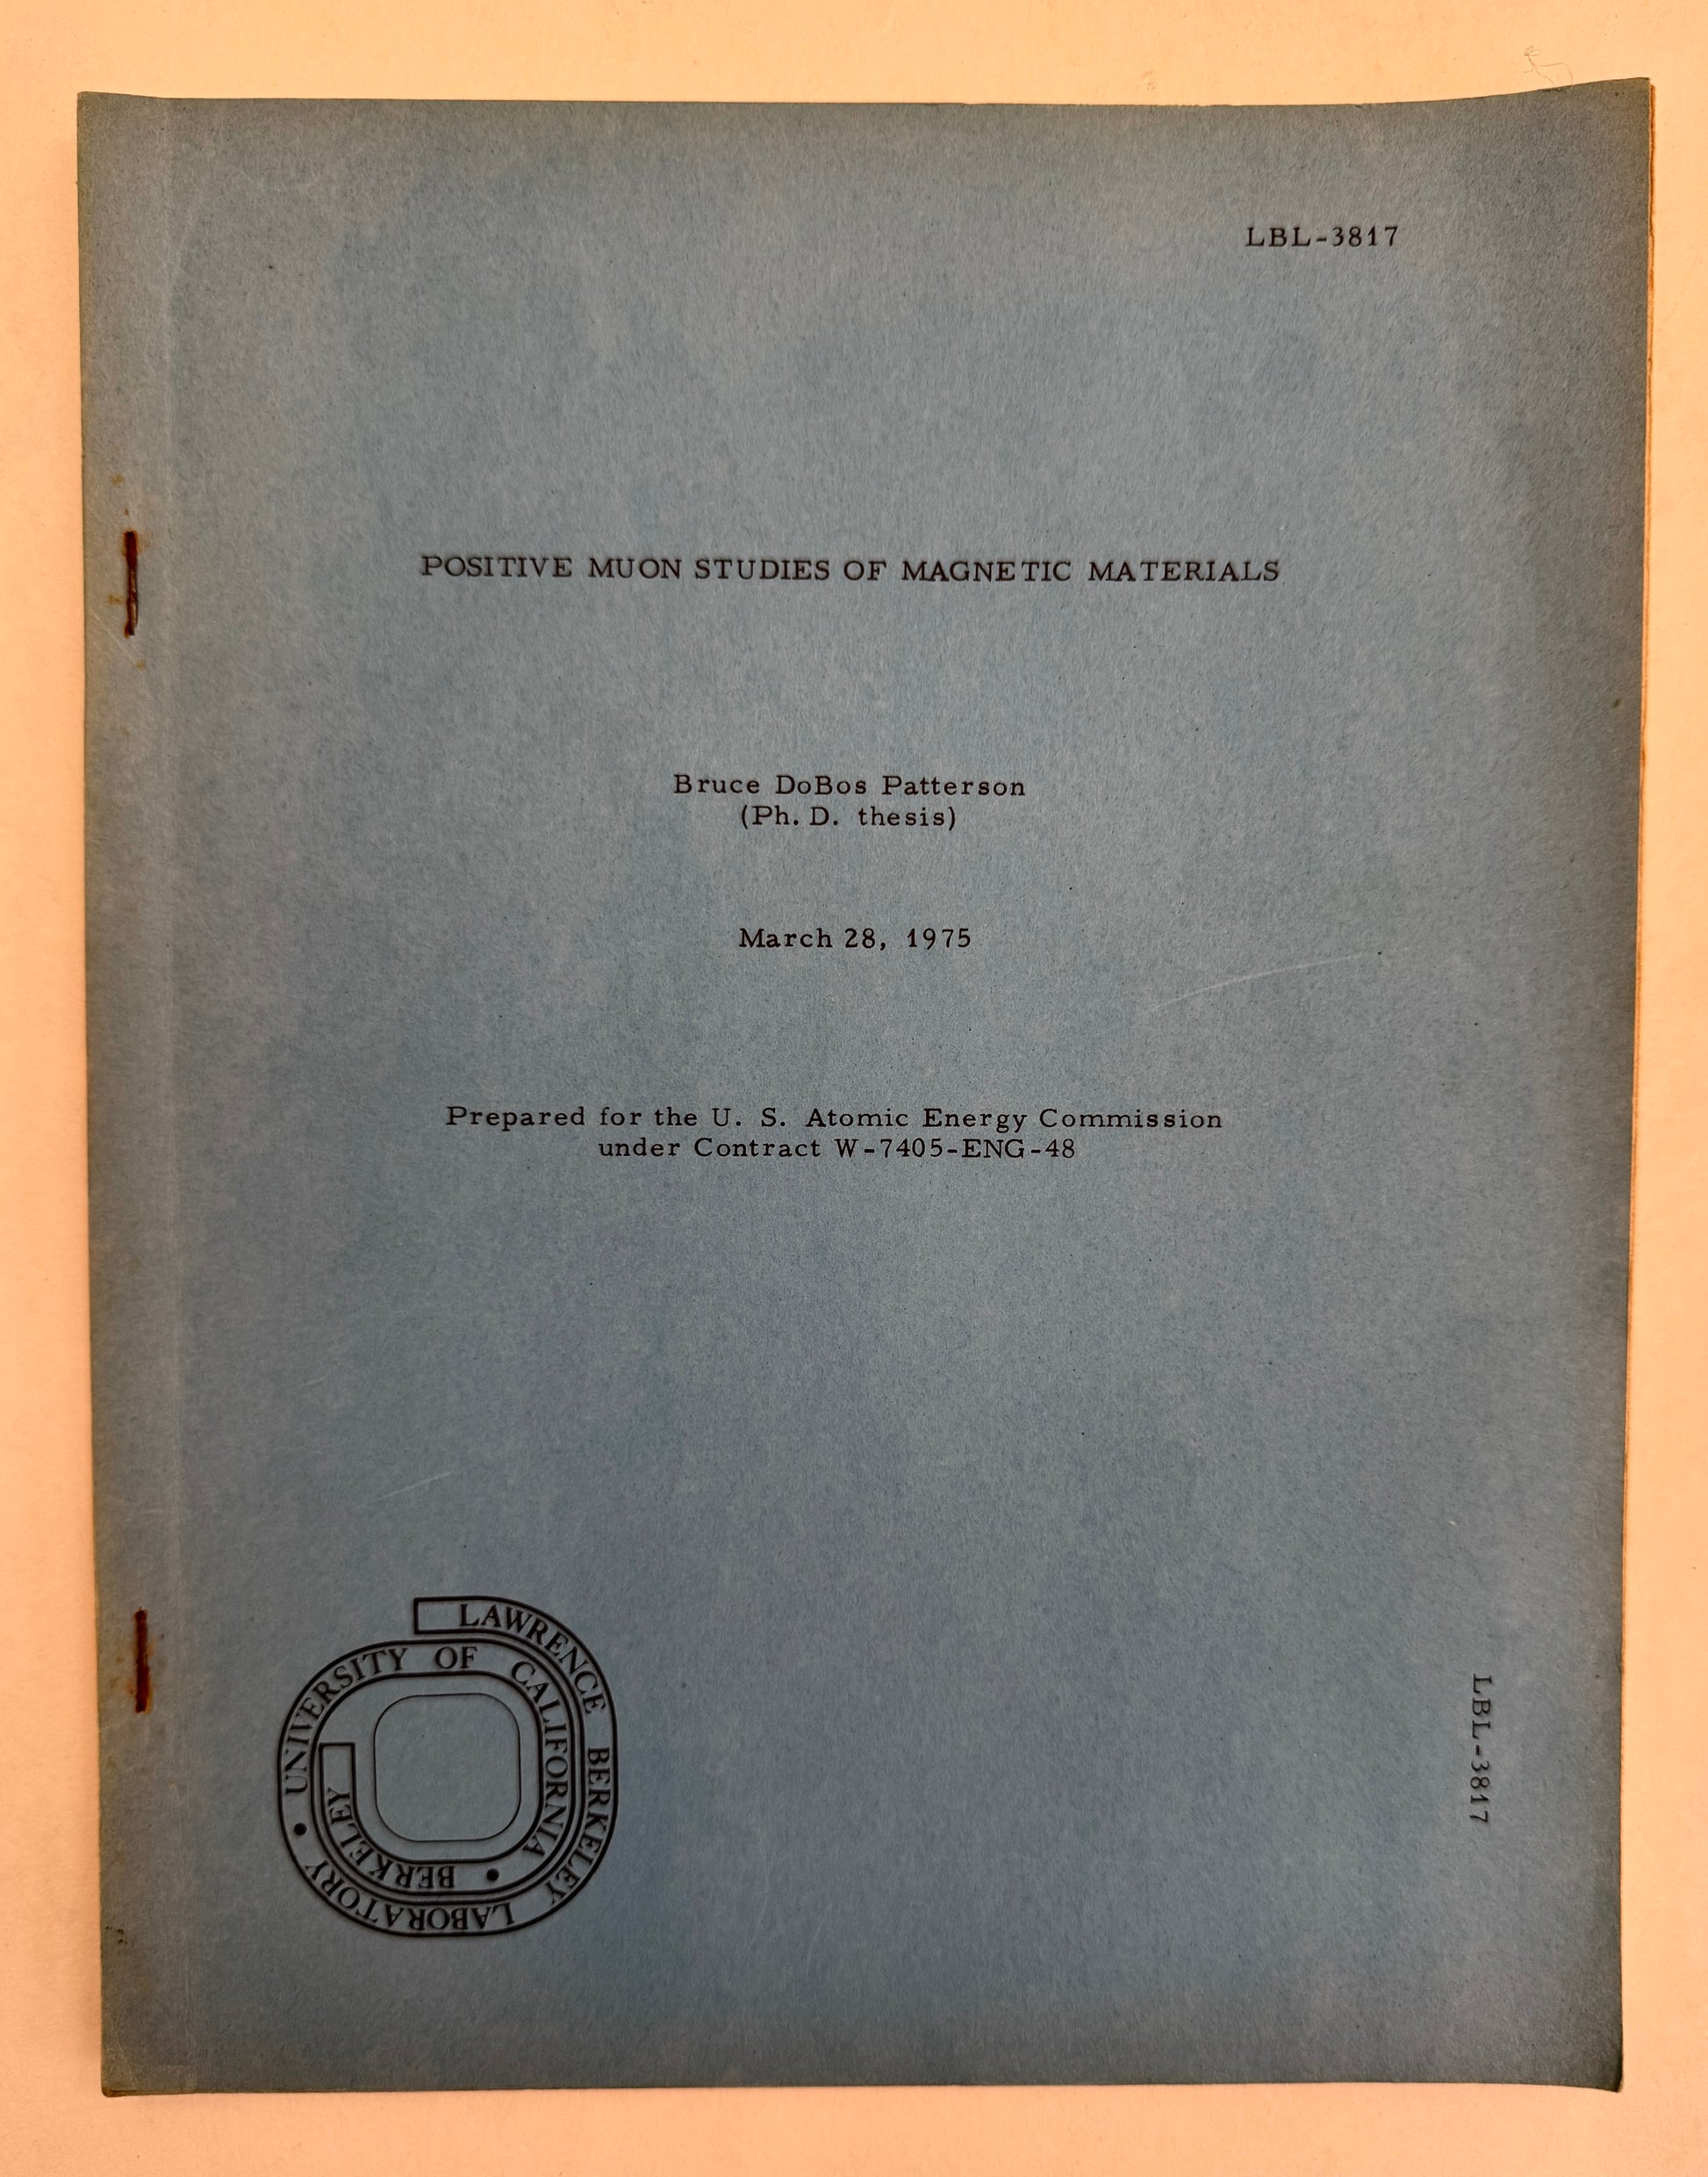 LBL-3817
POSITIVE MUON STUDIES OF MAGNETIC MATERIALS
Bruce DoBos Patterson
(Ph. D. thesis)
March 28, 1975
Prepared for the U. S. Atomic Energy Commission
under Contract W-7405-ENG-48
LAWRENCE BERKELEY LABORATORY • UNIVERSITY OF CALIFORNIA • BERKELEY
LBL-3817